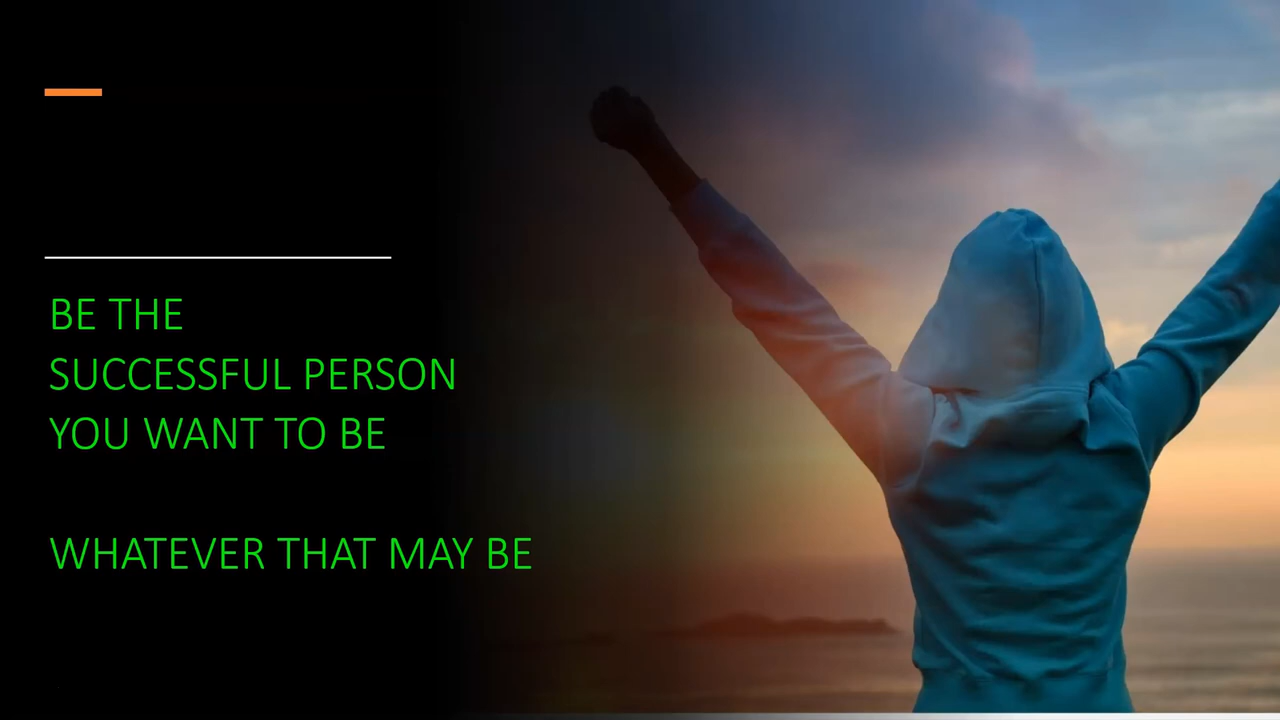 BE THE
SUCCESSFUL PERSON
YOU WANT TO BE
WHATEVER THAT MAY BE